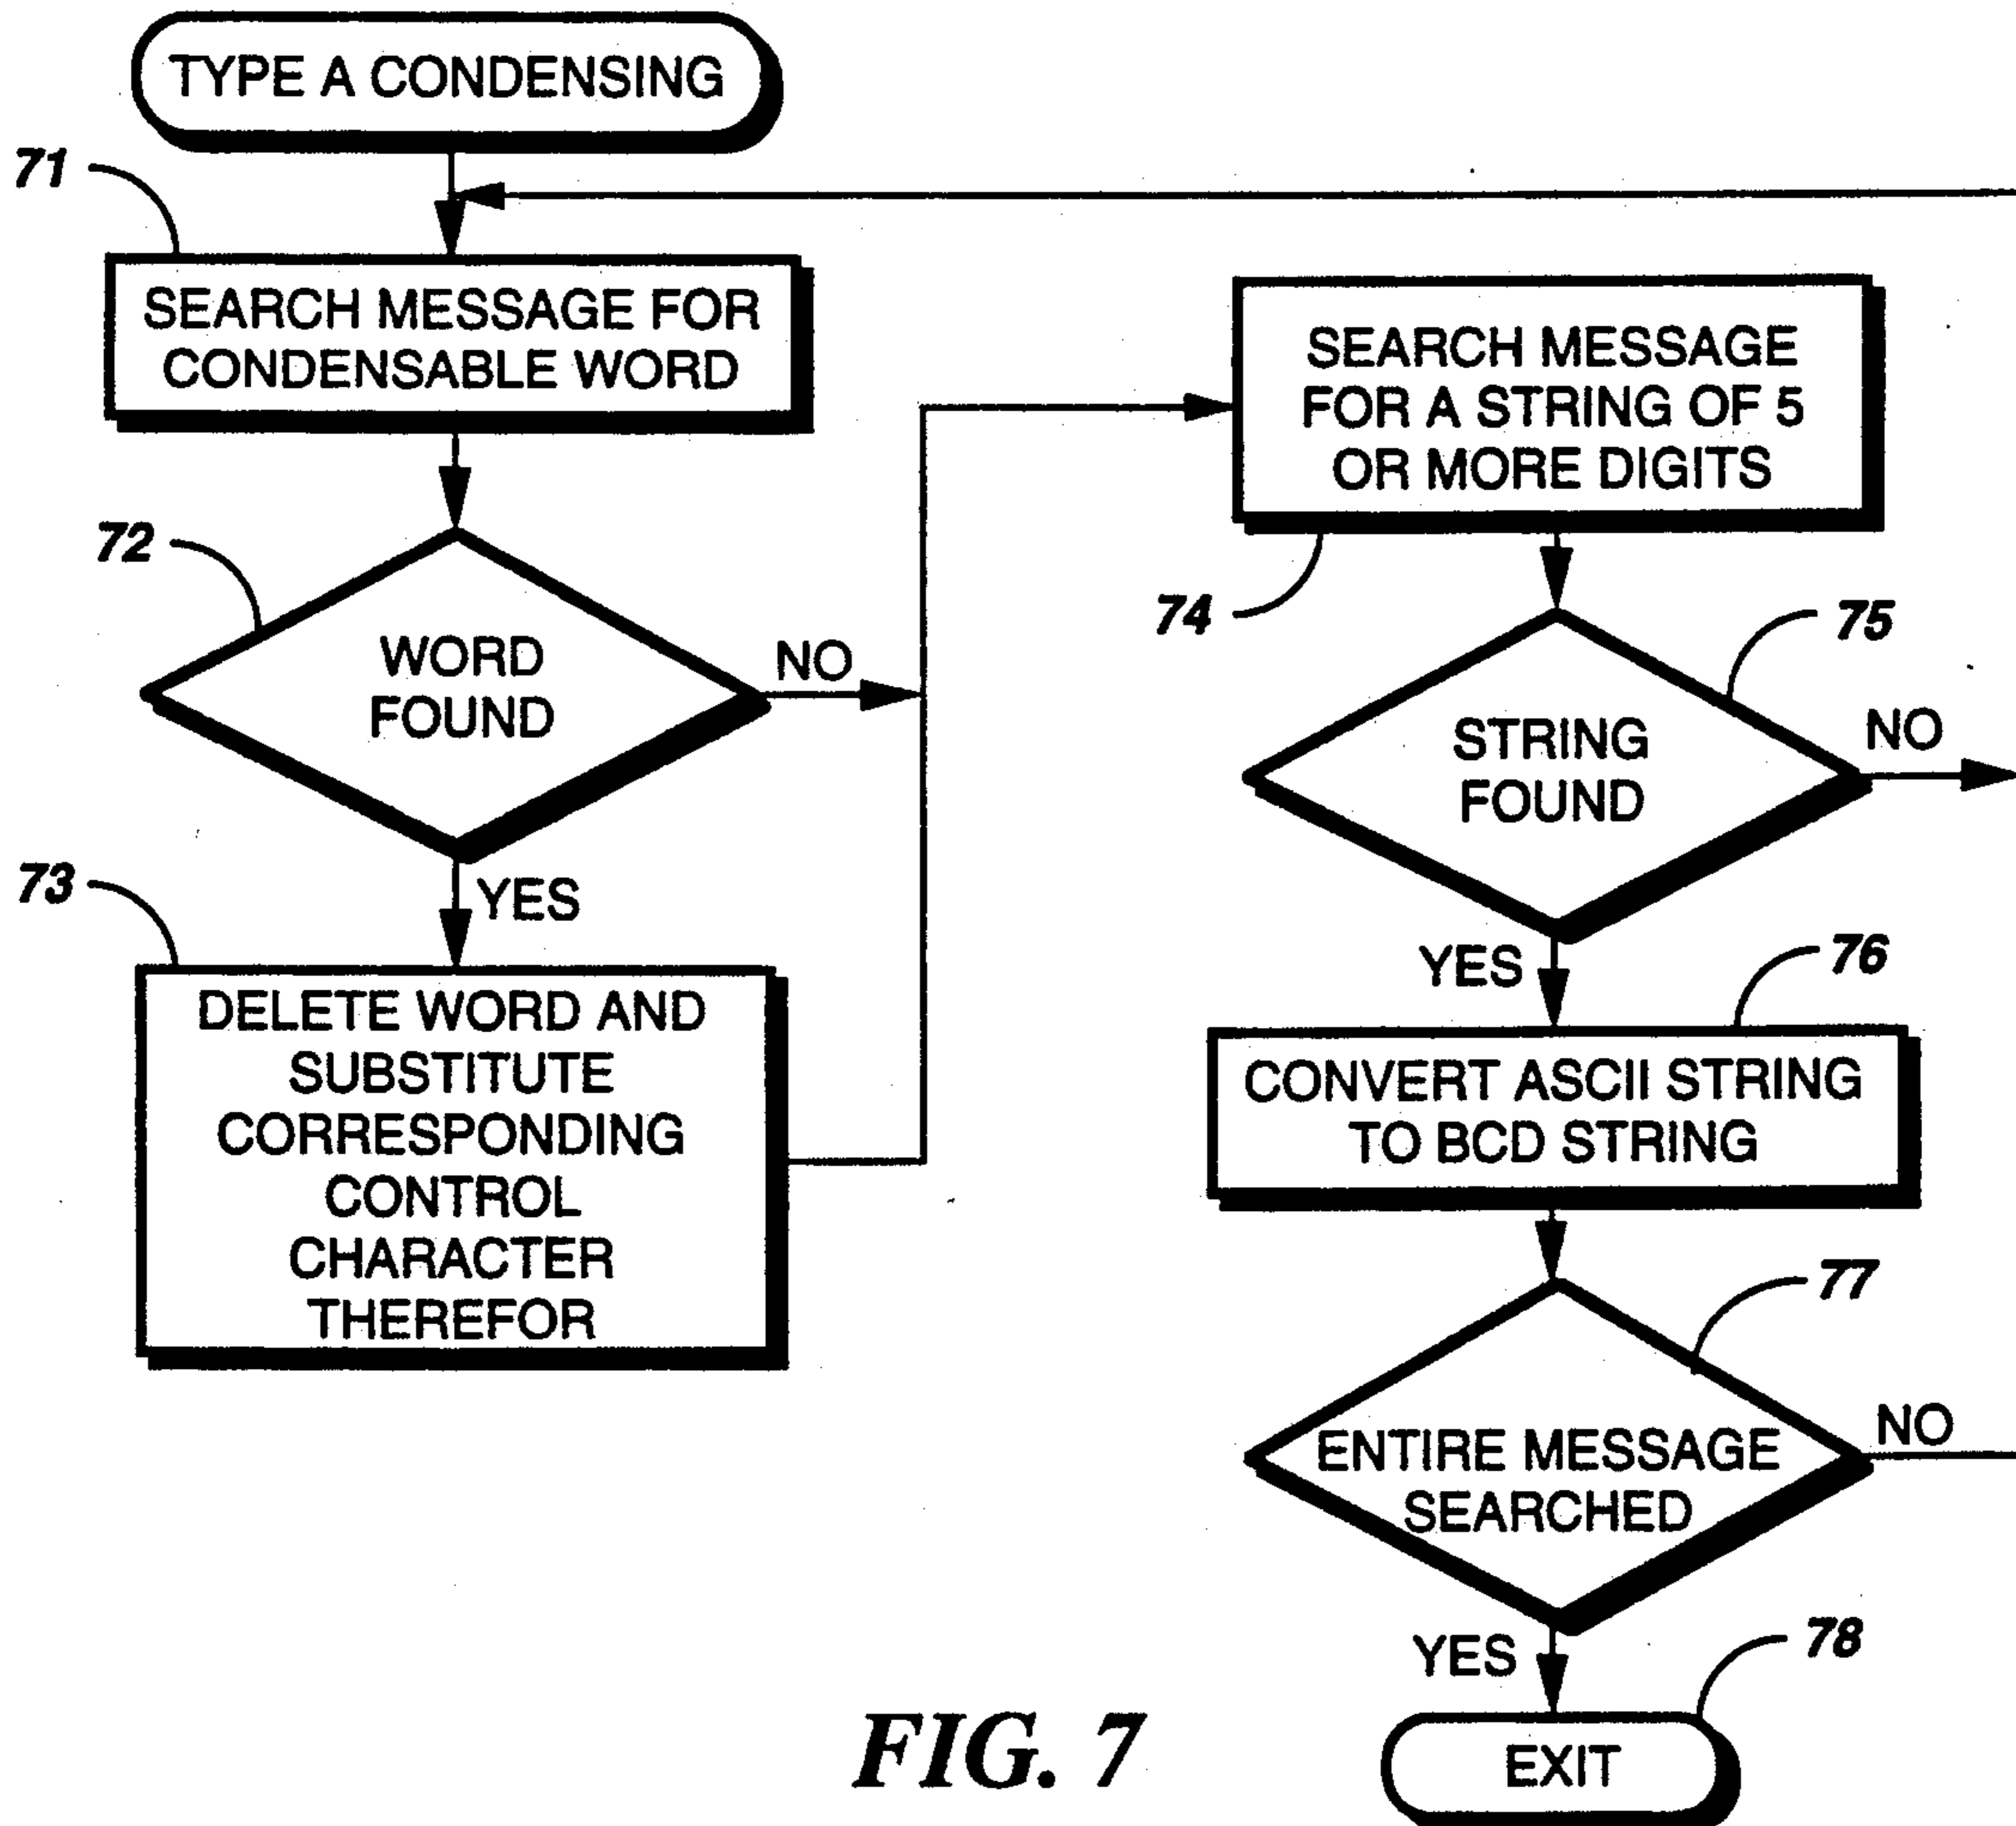 TYPE A CONDENSING
71
SEARCH MESSAGE FOR
CONDENSABLE WORD
72
WORD
FOUND
NO
YES
73
DELETE WORD AND
SUBSTITUTE
CORRESPONDING
CONTROL
CHARACTER
THEREFOR
SEARCH MESSAGE
FOR A STRING OF 5
OR MORE DIGITS
74
75
STRING
FOUND
NO
YES
76
CONVERT ASCII STRING
TO BCD STRING
77
ENTIRE MESSAGE
SEARCHED
NO
YES
78
EXIT
FIG. 7